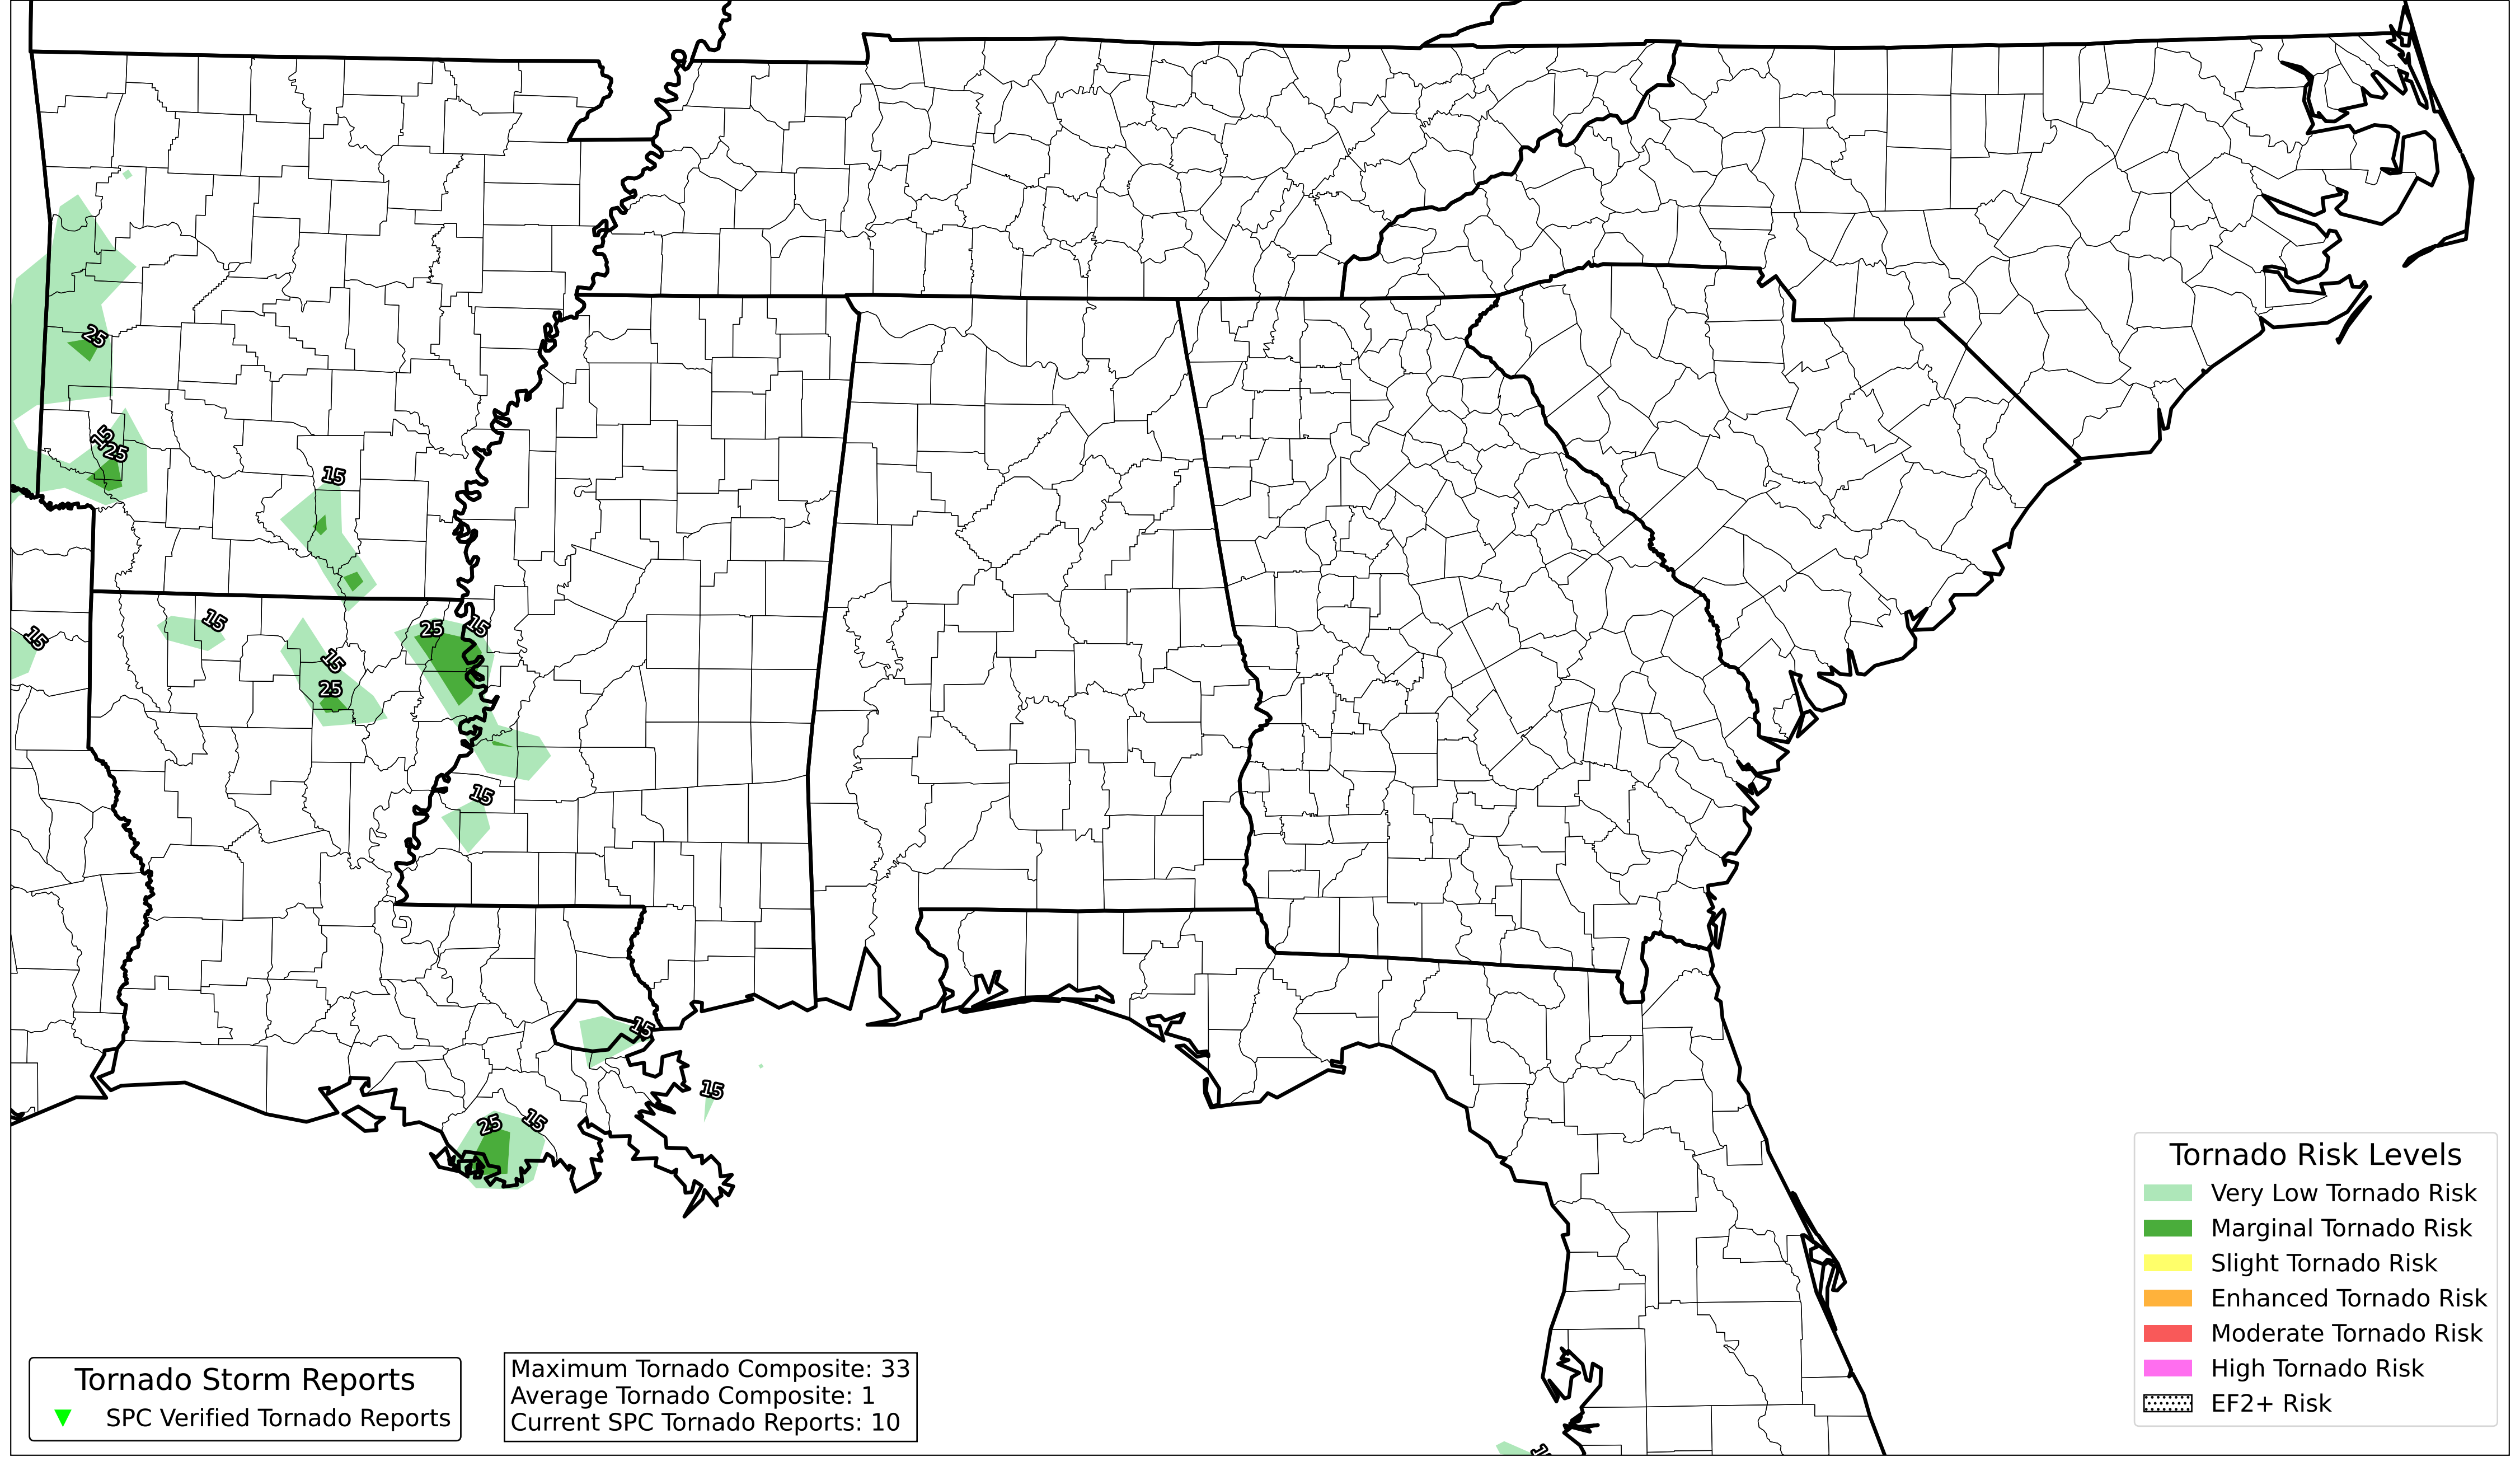 25
15
25
15
15
15
25
15
15
25
15
15
15
25
15
Tornado Risk Levels
Very Low Tornado Risk
Marginal Tornado Risk
Slight Tornado Risk
Enhanced Tornado Risk
Moderate Tornado Risk
High Tornado Risk
EF2+ Risk
Tornado Storm Reports
SPC Verified Tornado Reports
Maximum Tornado Composite: 33
Average Tornado Composite: 1
Current SPC Tornado Reports: 10